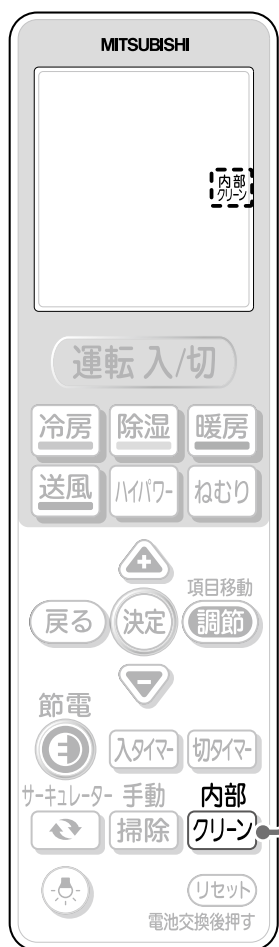 MITSUBISHI
内部
クリーン
運転 入/切
冷房 除湿 暖房
送風 ハイパワー ねむり
項目移動
戻る 決定 調節
節電
入タイマー 切タイマー
サーキュレーター 手動 内部
掃除 クリーン
リセット
電池交換後押す